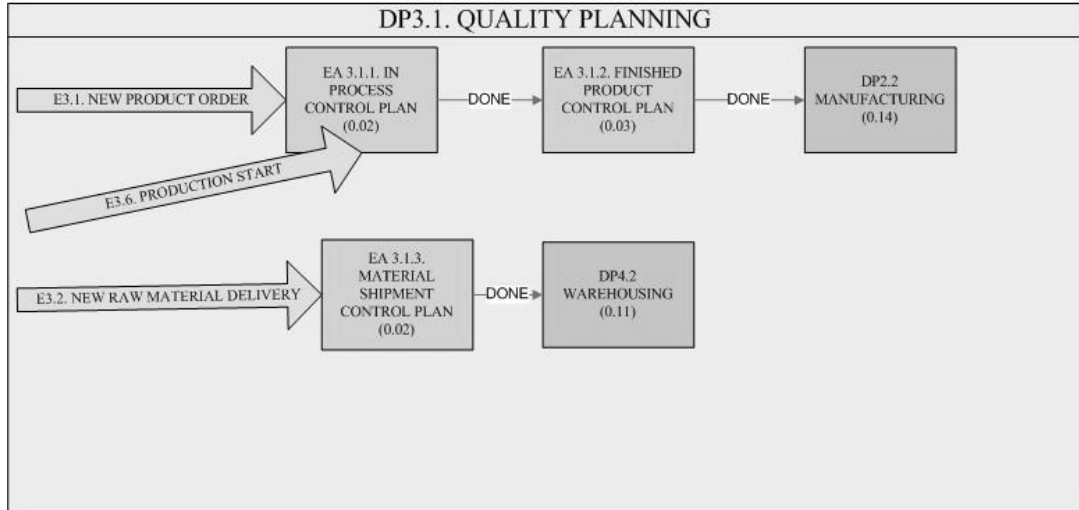 DP3.1. QUALITY PLANNING
E3.1. NEW PRODUCT ORDER
EA 3.1.1. IN
PROCESS
CONTROL PLAN
(0.02)
DONE
EA 3.1.2. FINISHED
PRODUCT
CONTROL PLAN
(0.03)
DONE
DP2.2
MANUFACTURING
(0.14)
E3.6. PRODUCTION START
E3.2. NEW RAW MATERIAL DELIVERY
EA 3.1.3.
MATERIAL
SHIPMENT
CONTROL PLAN
(0.02)
DONE
DP4.2
WAREHOUSING
(0.11)